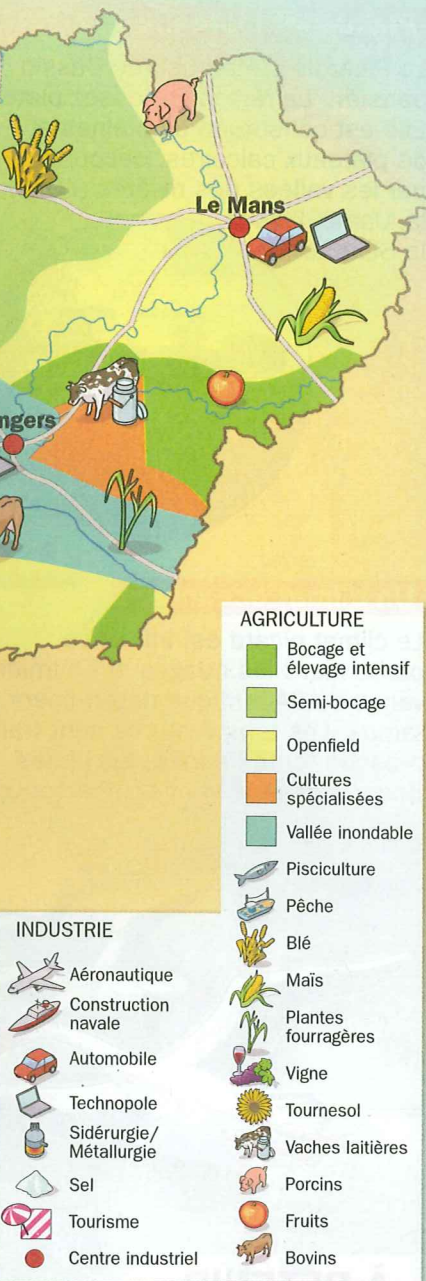 Le Mans
ngers
AGRICULTURE
Bocage et
élevage intensif
Semi-bocage
Openfield
Cultures
spécialisées
Vallée inondable
Pisciculture
Pêche
Blé
Maïs
Plantes
fourragères
Vigne
Tournesol
Vaches laitières
Porcins
Fruits
Bovins
INDUSTRIE
Aéronautique
Construction
navale
Automobile
Technopole
Sidérurgie/
Métallurgie
Sel
Tourisme
Centre industriel